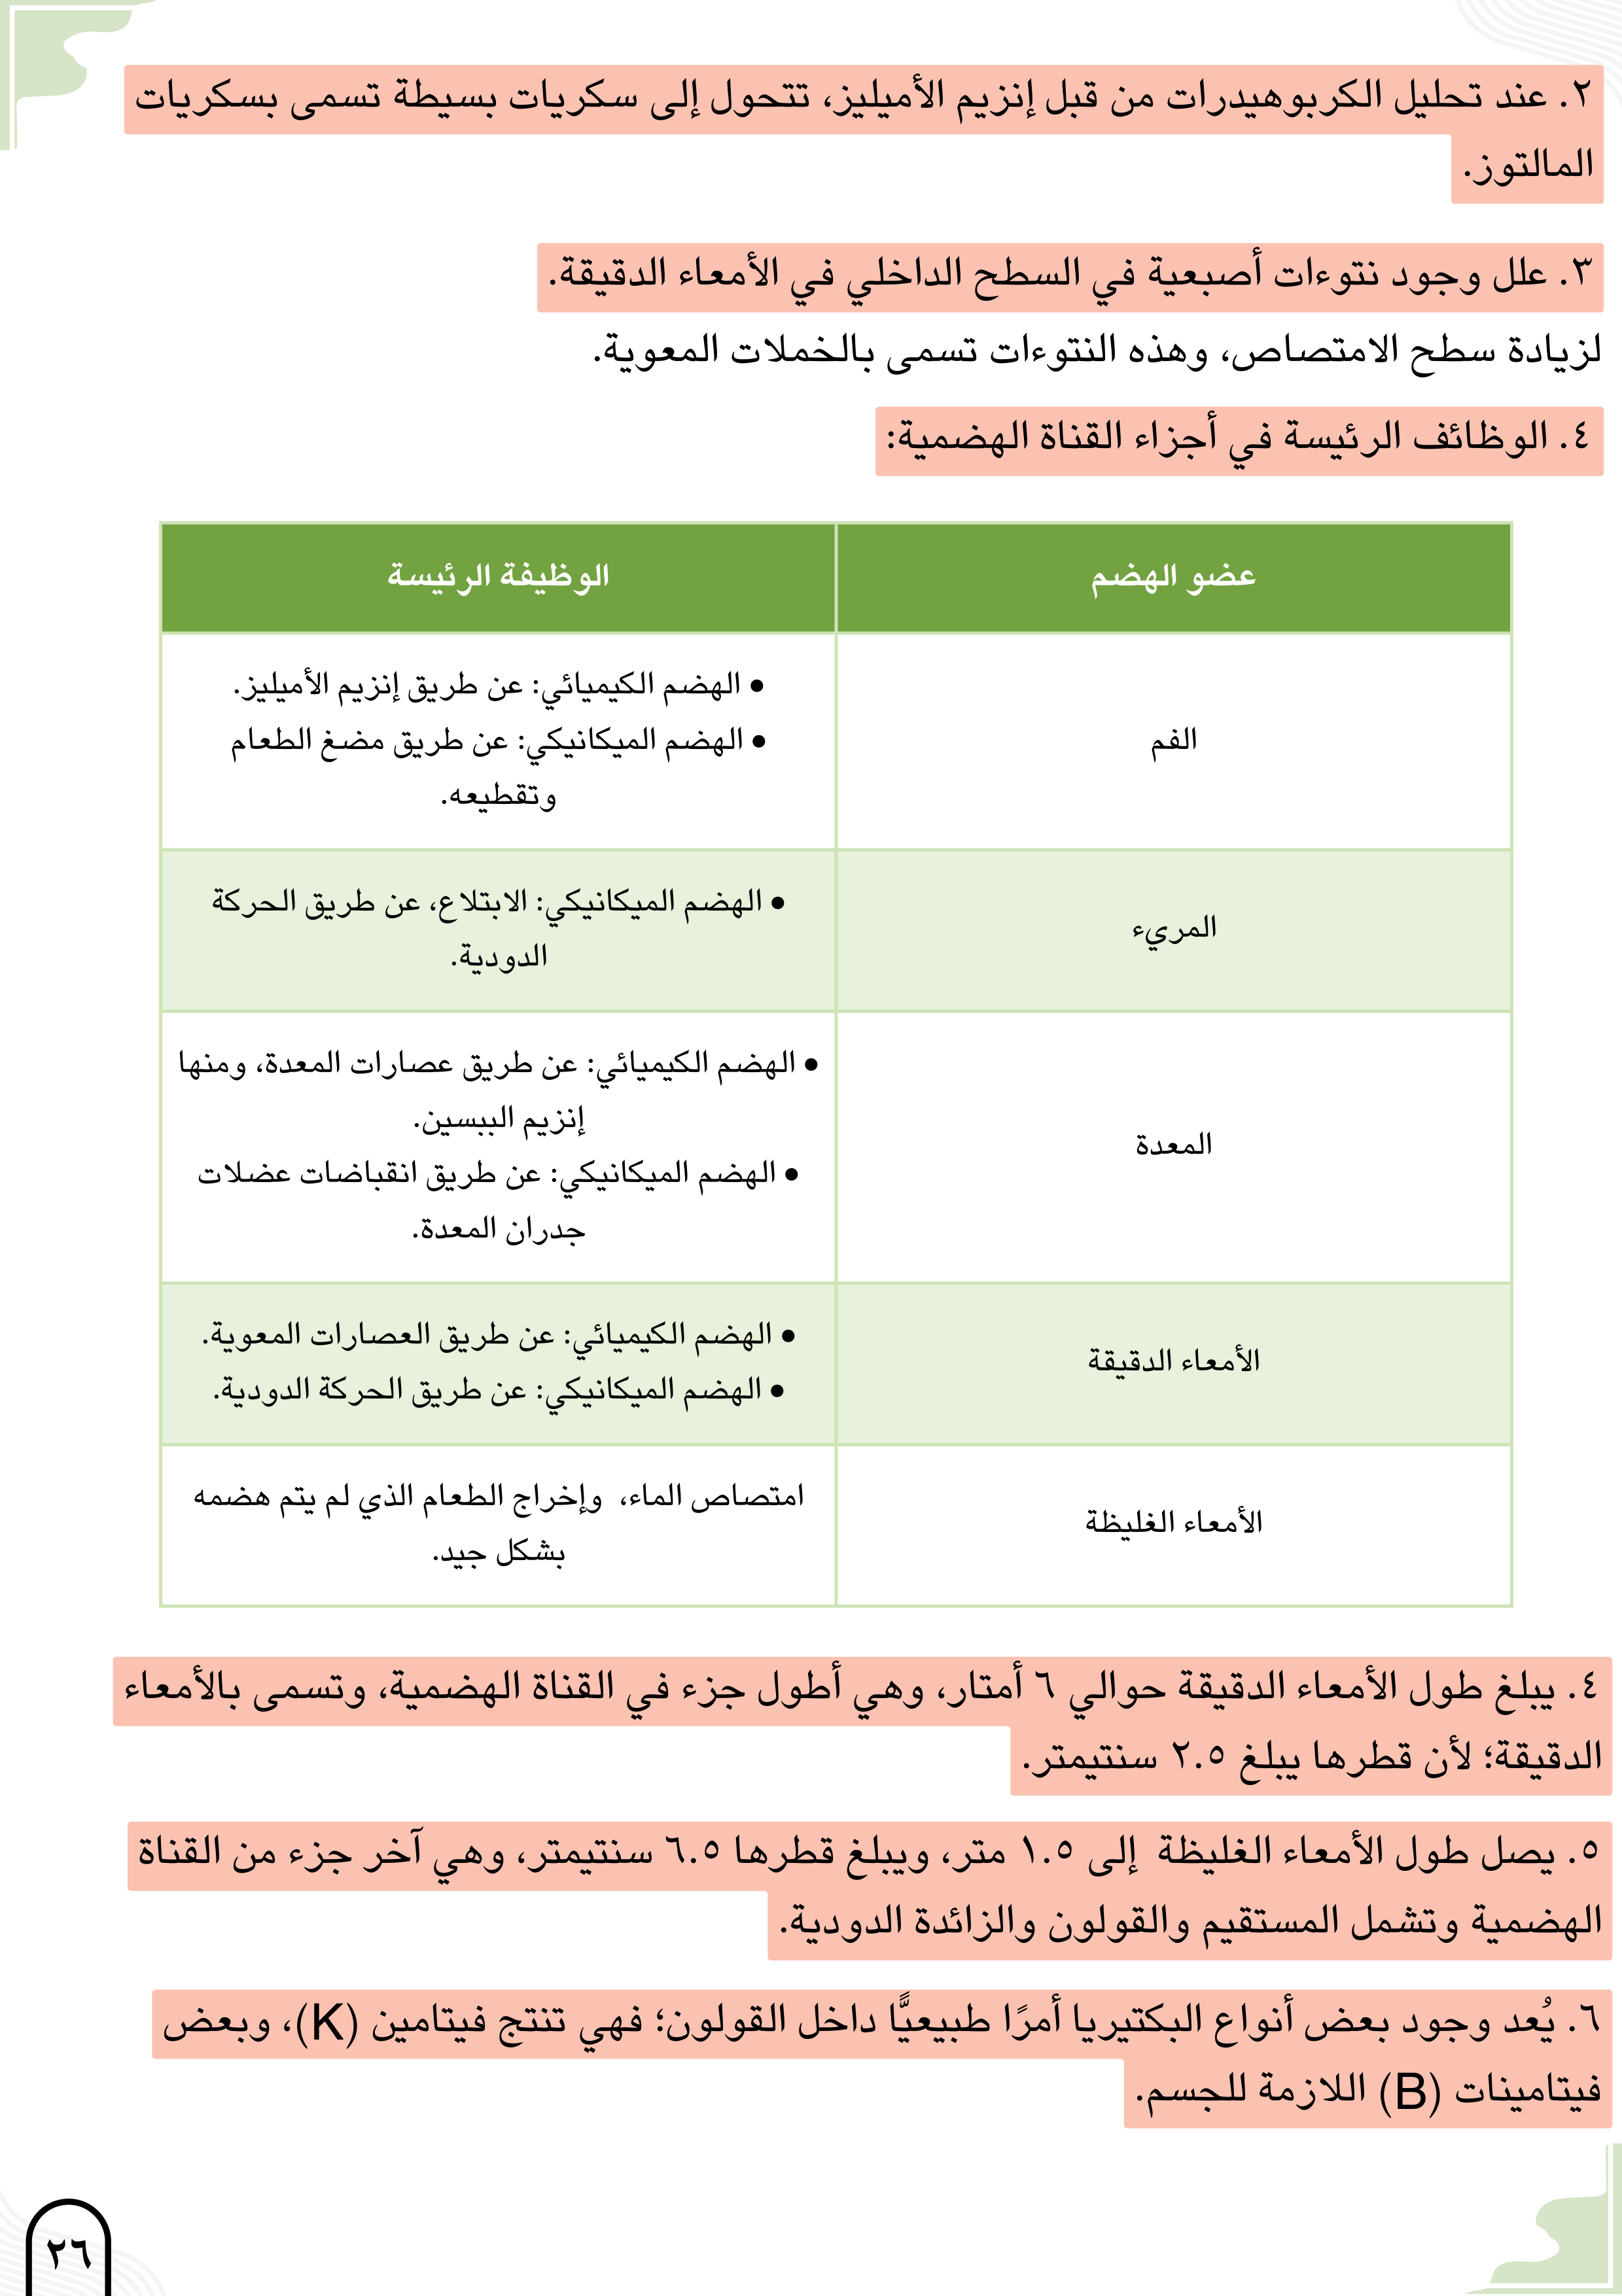 ٢. عند تحليل الكربوهيدرات من قبل إنزيم الأميليز، تتحول إلى سكريات بسيطة تسمى بسكريات
المالتوز.
٣. علل وجود نتوءات أصبعية في السطح الداخلي في الأمعاء الدقيقة.
لزيادة سطح الامتصاص، وهذه النتوءات تسمى بالخملات المعوية.
٤. الوظائف الرئيسة في أجزاء القناة الهضمية:
عضو الهضم
الوظيفة الرئيسة
الفم
• الهضم الكيميائي: عن طريق إنزيم الأميليز.
• الهضم الميكانيكي: عن طريق مضغ الطعام
وتقطيعه.
المريء
• الهضم الميكانيكي: الابتلاع، عن طريق الحركة
الدودية.
المعدة
• الهضم الكيميائي: عن طريق عصارات المعدة، ومنها
إنزيم الببسين.
• الهضم الميكانيكي: عن طريق انقباضات عضلات
جدران المعدة.
الأمعاء الدقيقة
• الهضم الكيميائي: عن طريق العصارات المعوية.
• الهضم الميكانيكي: عن طريق الحركة الدودية.
الأمعاء الغليظة
امتصاص الماء، وإخراج الطعام الذي لم يتم هضمه
بشكل جيد.
٤. يبلغ طول الأمعاء الدقيقة حوالي ٦ أمتار، وهي أطول جزء في القناة الهضمية، وتسمى بالأمعاء
الدقيقة؛ لأن قطرها يبلغ ٢.٥ سنتيمتر.
٥. يصل طول الأمعاء الغليظة إلى ١.٥ متر، ويبلغ قطرها ٦.٥ سنتيمتر، وهي آخر جزء من القناة
الهضمية وتشمل المستقيم والقولون والزائدة الدودية.
٦. يُعد وجود بعض أنواع البكتيريا أمرًا طبيعيًّا داخل القولون؛ فهي تنتج فيتامين (K)، وبعض
فيتامينات (B) اللازمة للجسم.
٢٦